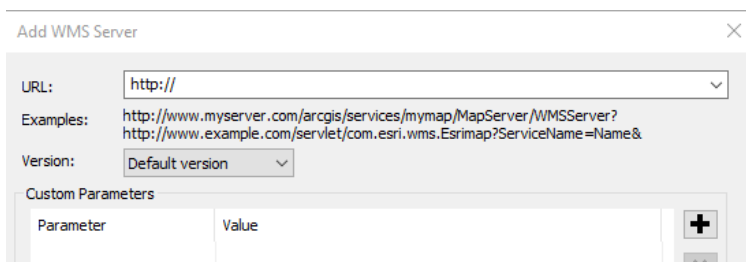 Add WMS Server
URL: http://
Examples: http://www.myserver.com/arcgis/services/mymap/MapServer/WMSServer?
http://www.example.com/servlet/com.esri.wms.Esrimap?ServiceName=Name&
Version: Default version
Custom Parameters
Parameter Value